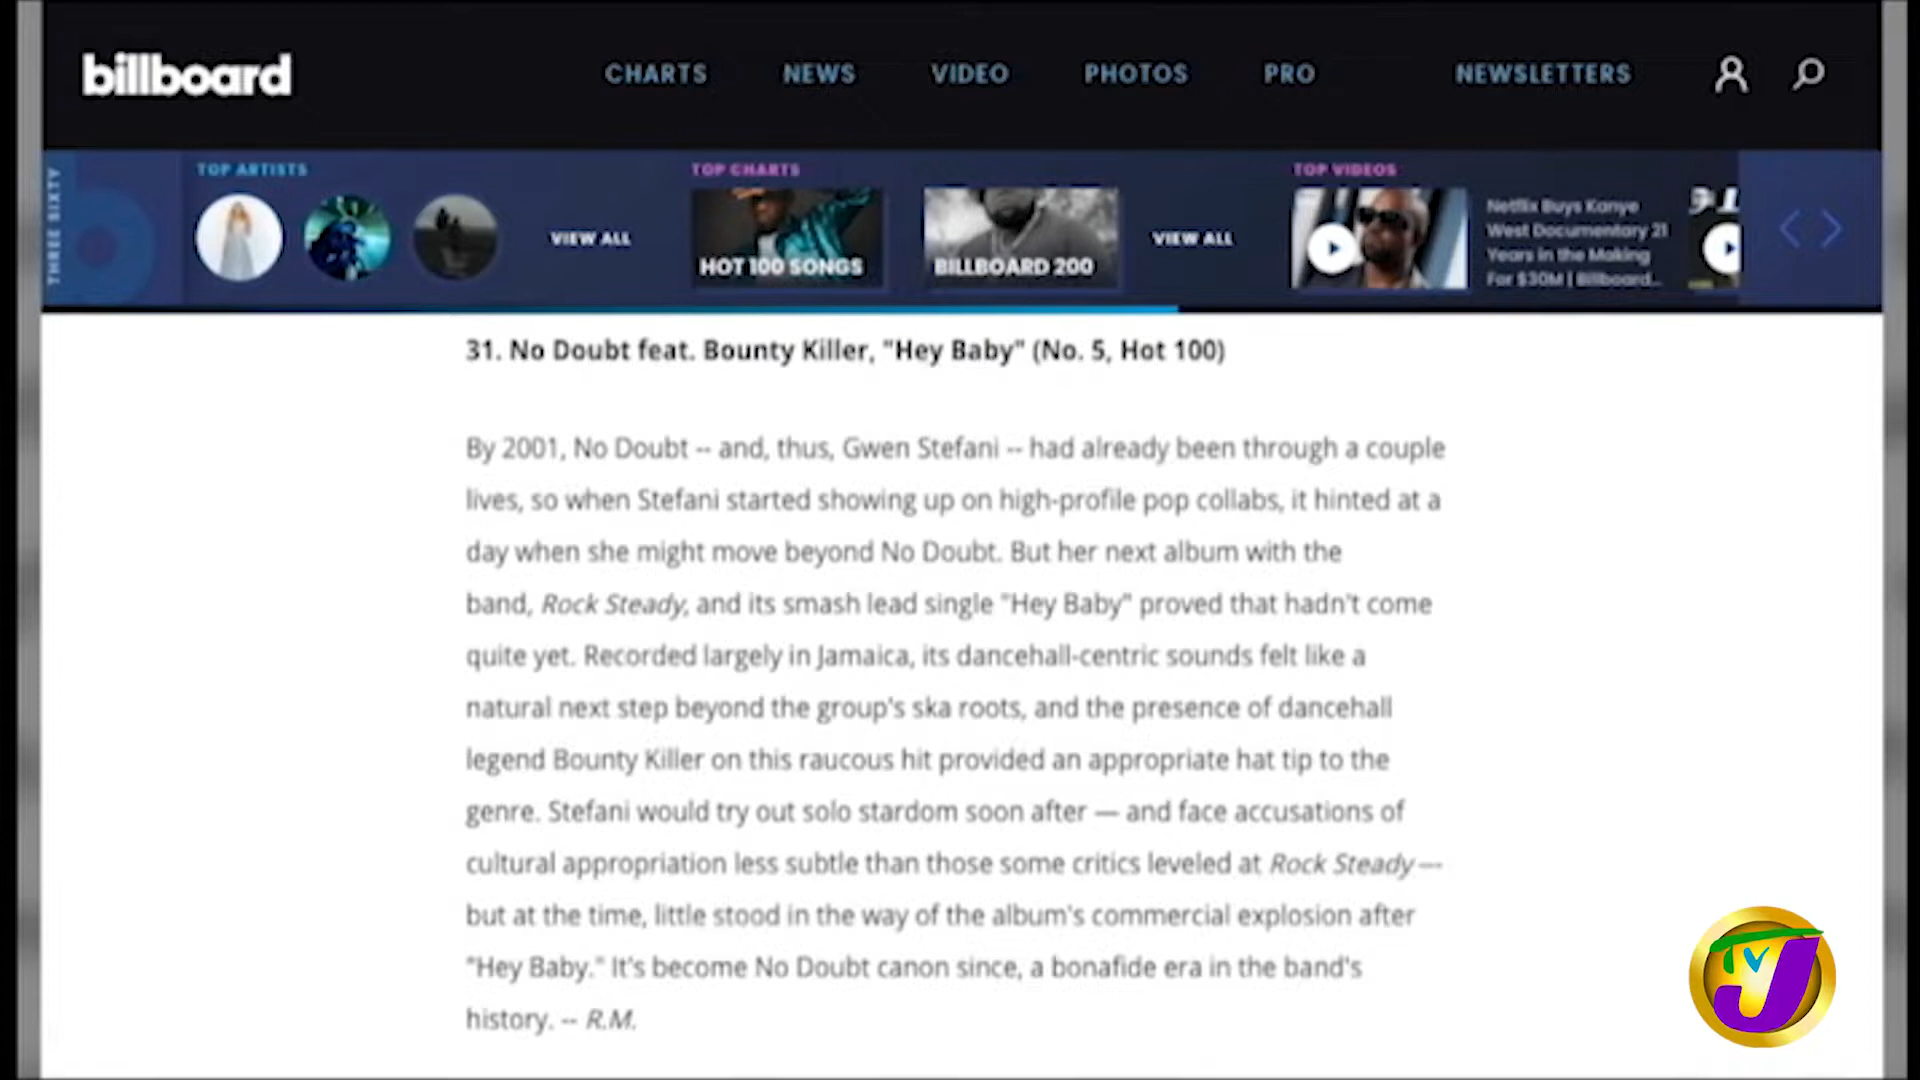 billboard
CHARTS NEWS VIDEO PHOTOS PRO NEWSLETTERS
THREE SIXTY
TOP ARTISTS
VIEW ALL
TOP CHARTS
HOT 100 SONGS
BILLBOARD 200
VIEW ALL
TOP VIDEOS
Netflix Buys Kanye
West Documentary 21
Years in the Making
For $30M | Billboard...
31. No Doubt feat. Bounty Killer, "Hey Baby" (No. 5, Hot 100)
By 2001, No Doubt -- and, thus, Gwen Stefani -- had already been through a couple
lives, so when Stefani started showing up on high-profile pop collabs, it hinted at a
day when she might move beyond No Doubt. But her next album with the
band, Rock Steady, and its smash lead single "Hey Baby" proved that hadn't come
quite yet. Recorded largely in Jamaica, its dancehall-centric sounds felt like a
natural next step beyond the group's ska roots, and the presence of dancehall
legend Bounty Killer on this raucous hit provided an appropriate hat tip to the
genre. Stefani would try out solo stardom soon after — and face accusations of
cultural appropriation less subtle than those some critics leveled at Rock Steady—
but at the time, little stood in the way of the album's commercial explosion after
"Hey Baby." It's become No Doubt canon since, a bonafide era in the band's
history. -- R.M.
TVJ